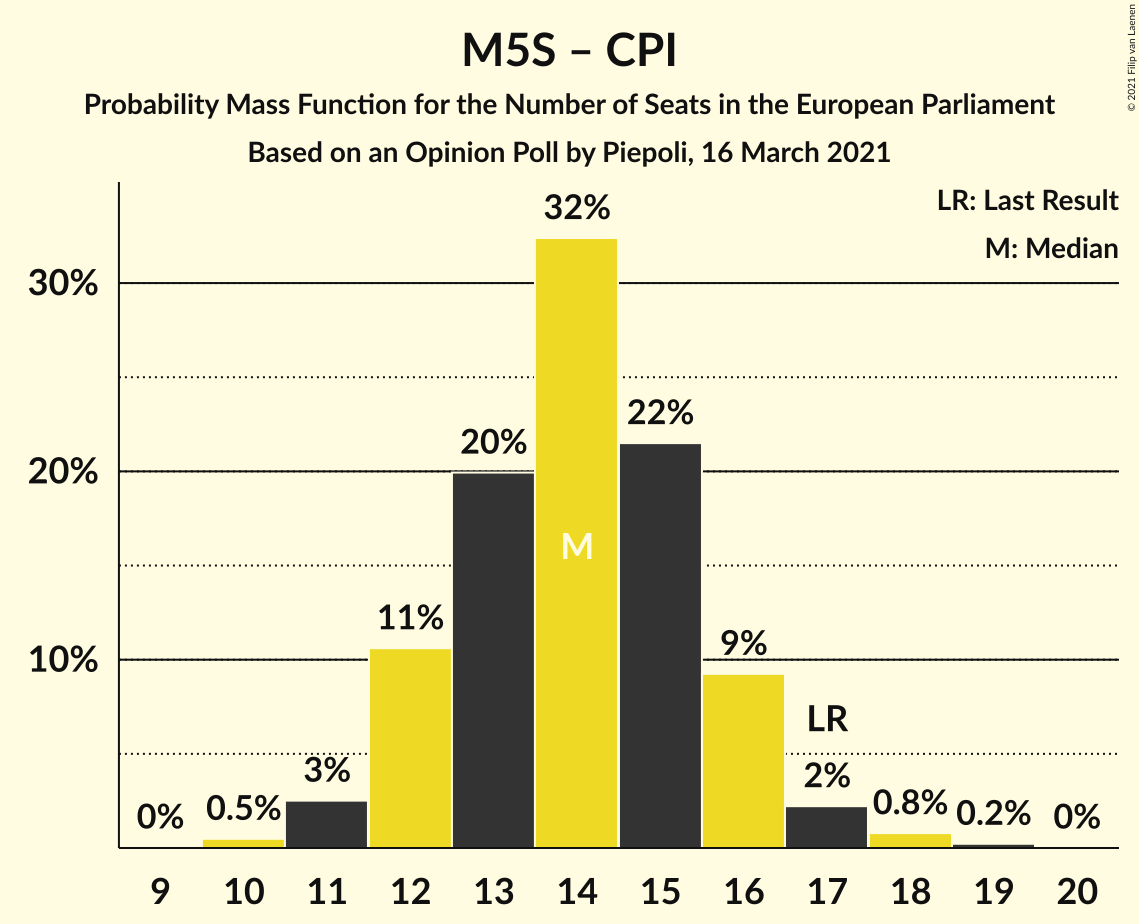 M5S – CPI
Probability Mass Function for the Number of Seats in the European Parliament
Based on an Opinion Poll by Piepoli, 16 March 2021
© 2021 Filip van Laenen
LR: Last Result
M: Median
30%
20%
10%
0%
0.5%
3%
11%
20%
32%
M
22%
9%
LR
2%
0.8%
0.2%
0%
9 10 11 12 13 14 15 16 17 18 19 20